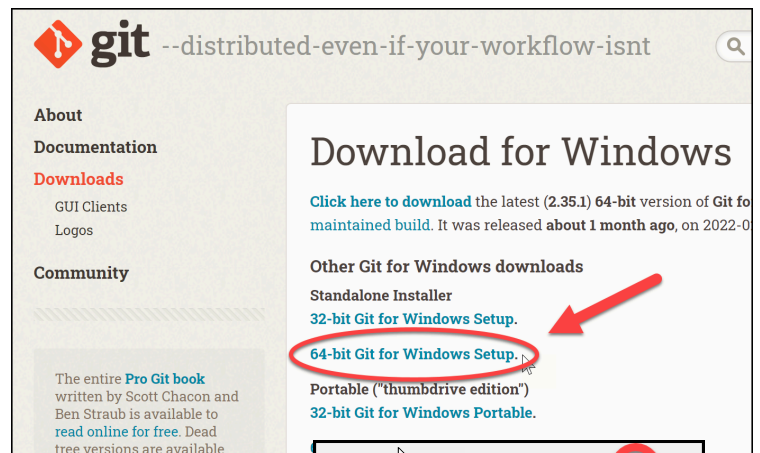 git --distributed-even-if-your-workflow-isnt
About
Documentation
Downloads
GUI Clients
Logos
Community
The entire Pro Git book
written by Scott Chacon and
Ben Straub is available to
read online for free. Dead
tree versions are available
Download for Windows
Click here to download the latest (2.35.1) 64-bit version of Git fo
maintained build. It was released about 1 month ago, on 2022-0
Other Git for Windows downloads
Standalone Installer
32-bit Git for Windows Setup.
64-bit Git for Windows Setup.
Portable ("thumbdrive edition")
32-bit Git for Windows Portable.